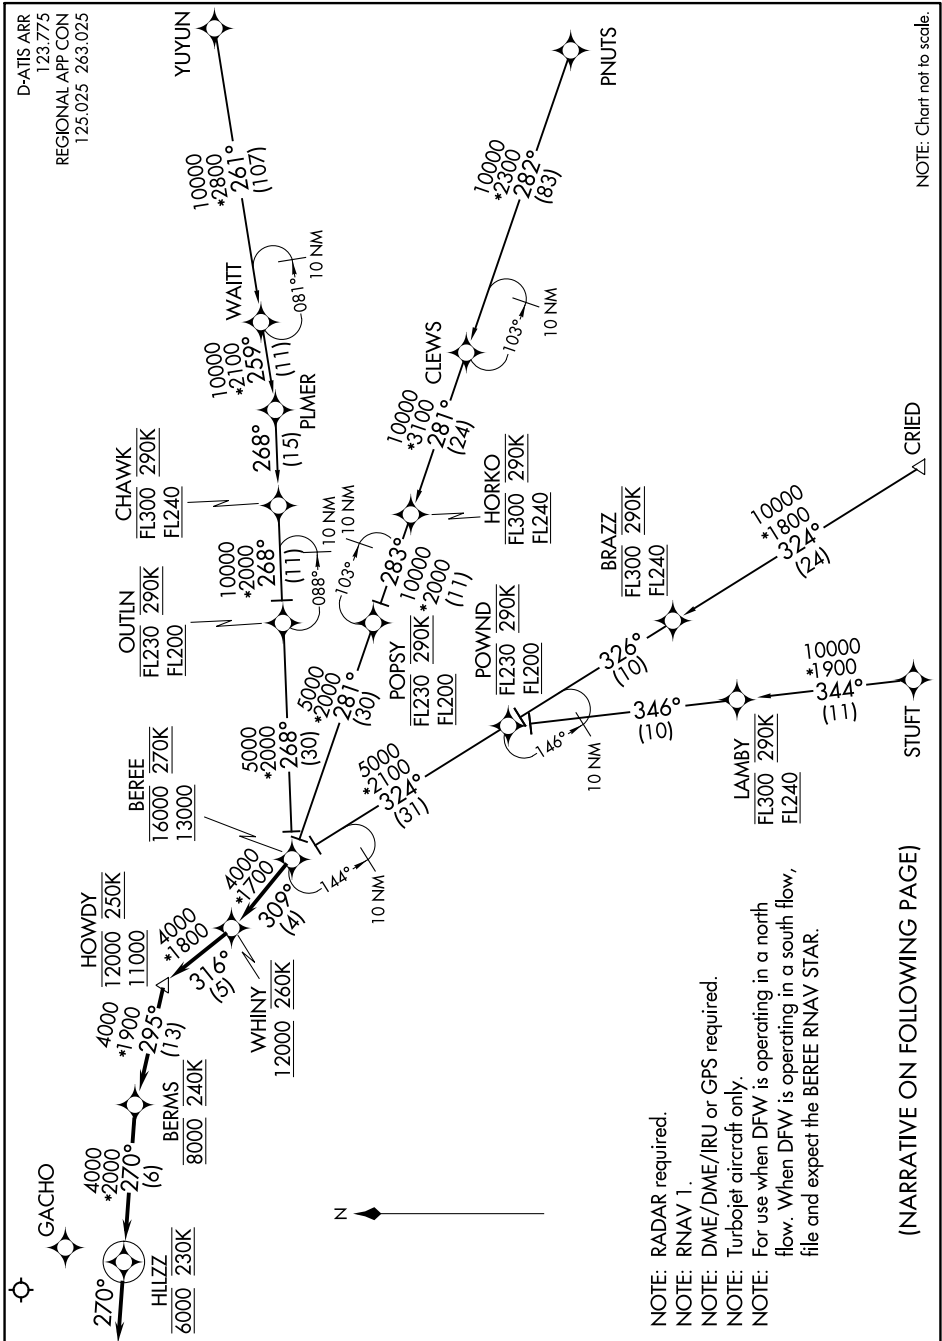 D-ATIS ARR
123.775
REGIONAL APP CON
125.025 263.025
YUYUN
PNUTS
10000
*2800
261°
(107)
10000
*2300
282°
(83)
NOTE: Chart not to scale.
WAITT
081°
10 NM
10000
*2100
259°
(11)
PLMER
CLEWS
103°
10 NM
268°
(15)
10000
*3100
281°
(24)
CHAWK
FL300 290K
FL240
HORKO
FL300 290K
FL240
CRIED
10000
*2000
268°
(11)
088°
10 NM
10 NM
103°
283°
10000
*2000
(11)
10000
*1800
324°
(24)
OUTLN
FL230 290K
FL200
POPSY
FL230 290K
FL200
POWND
FL230 290K
FL200
BRAZZ
FL300 290K
FL240
326°
(10)
5000
*2000
268°
(30)
5000
*2000
281°
(30)
146°
10 NM
346°
(10)
10000
*1900
344°
(11)
STUFT
LAMBY
FL300 290K
FL240
5000
*2100
324°
(31)
BEREE
16000 270K
13000
144°
10 NM
4000
*1700
309°
(4)
HOWDY
12000 250K
11000
4000
*1800
316°
(5)
WHINY
12000 260K
4000
*1900
295°
(13)
BERMS
8000 240K
4000
*2000
270°
(6)
GACHO
HLLZZ
6000 230K
270°
N
NOTE: RADAR required.
NOTE: RNAV 1.
NOTE: DME/DME/IRU or GPS required.
NOTE: Turbojet aircraft only.
NOTE: For use when DFW is operating in a north
flow. When DFW is operating in a south flow,
file and expect the BEREE RNAV STAR.
(NARRATIVE ON FOLLOWING PAGE)